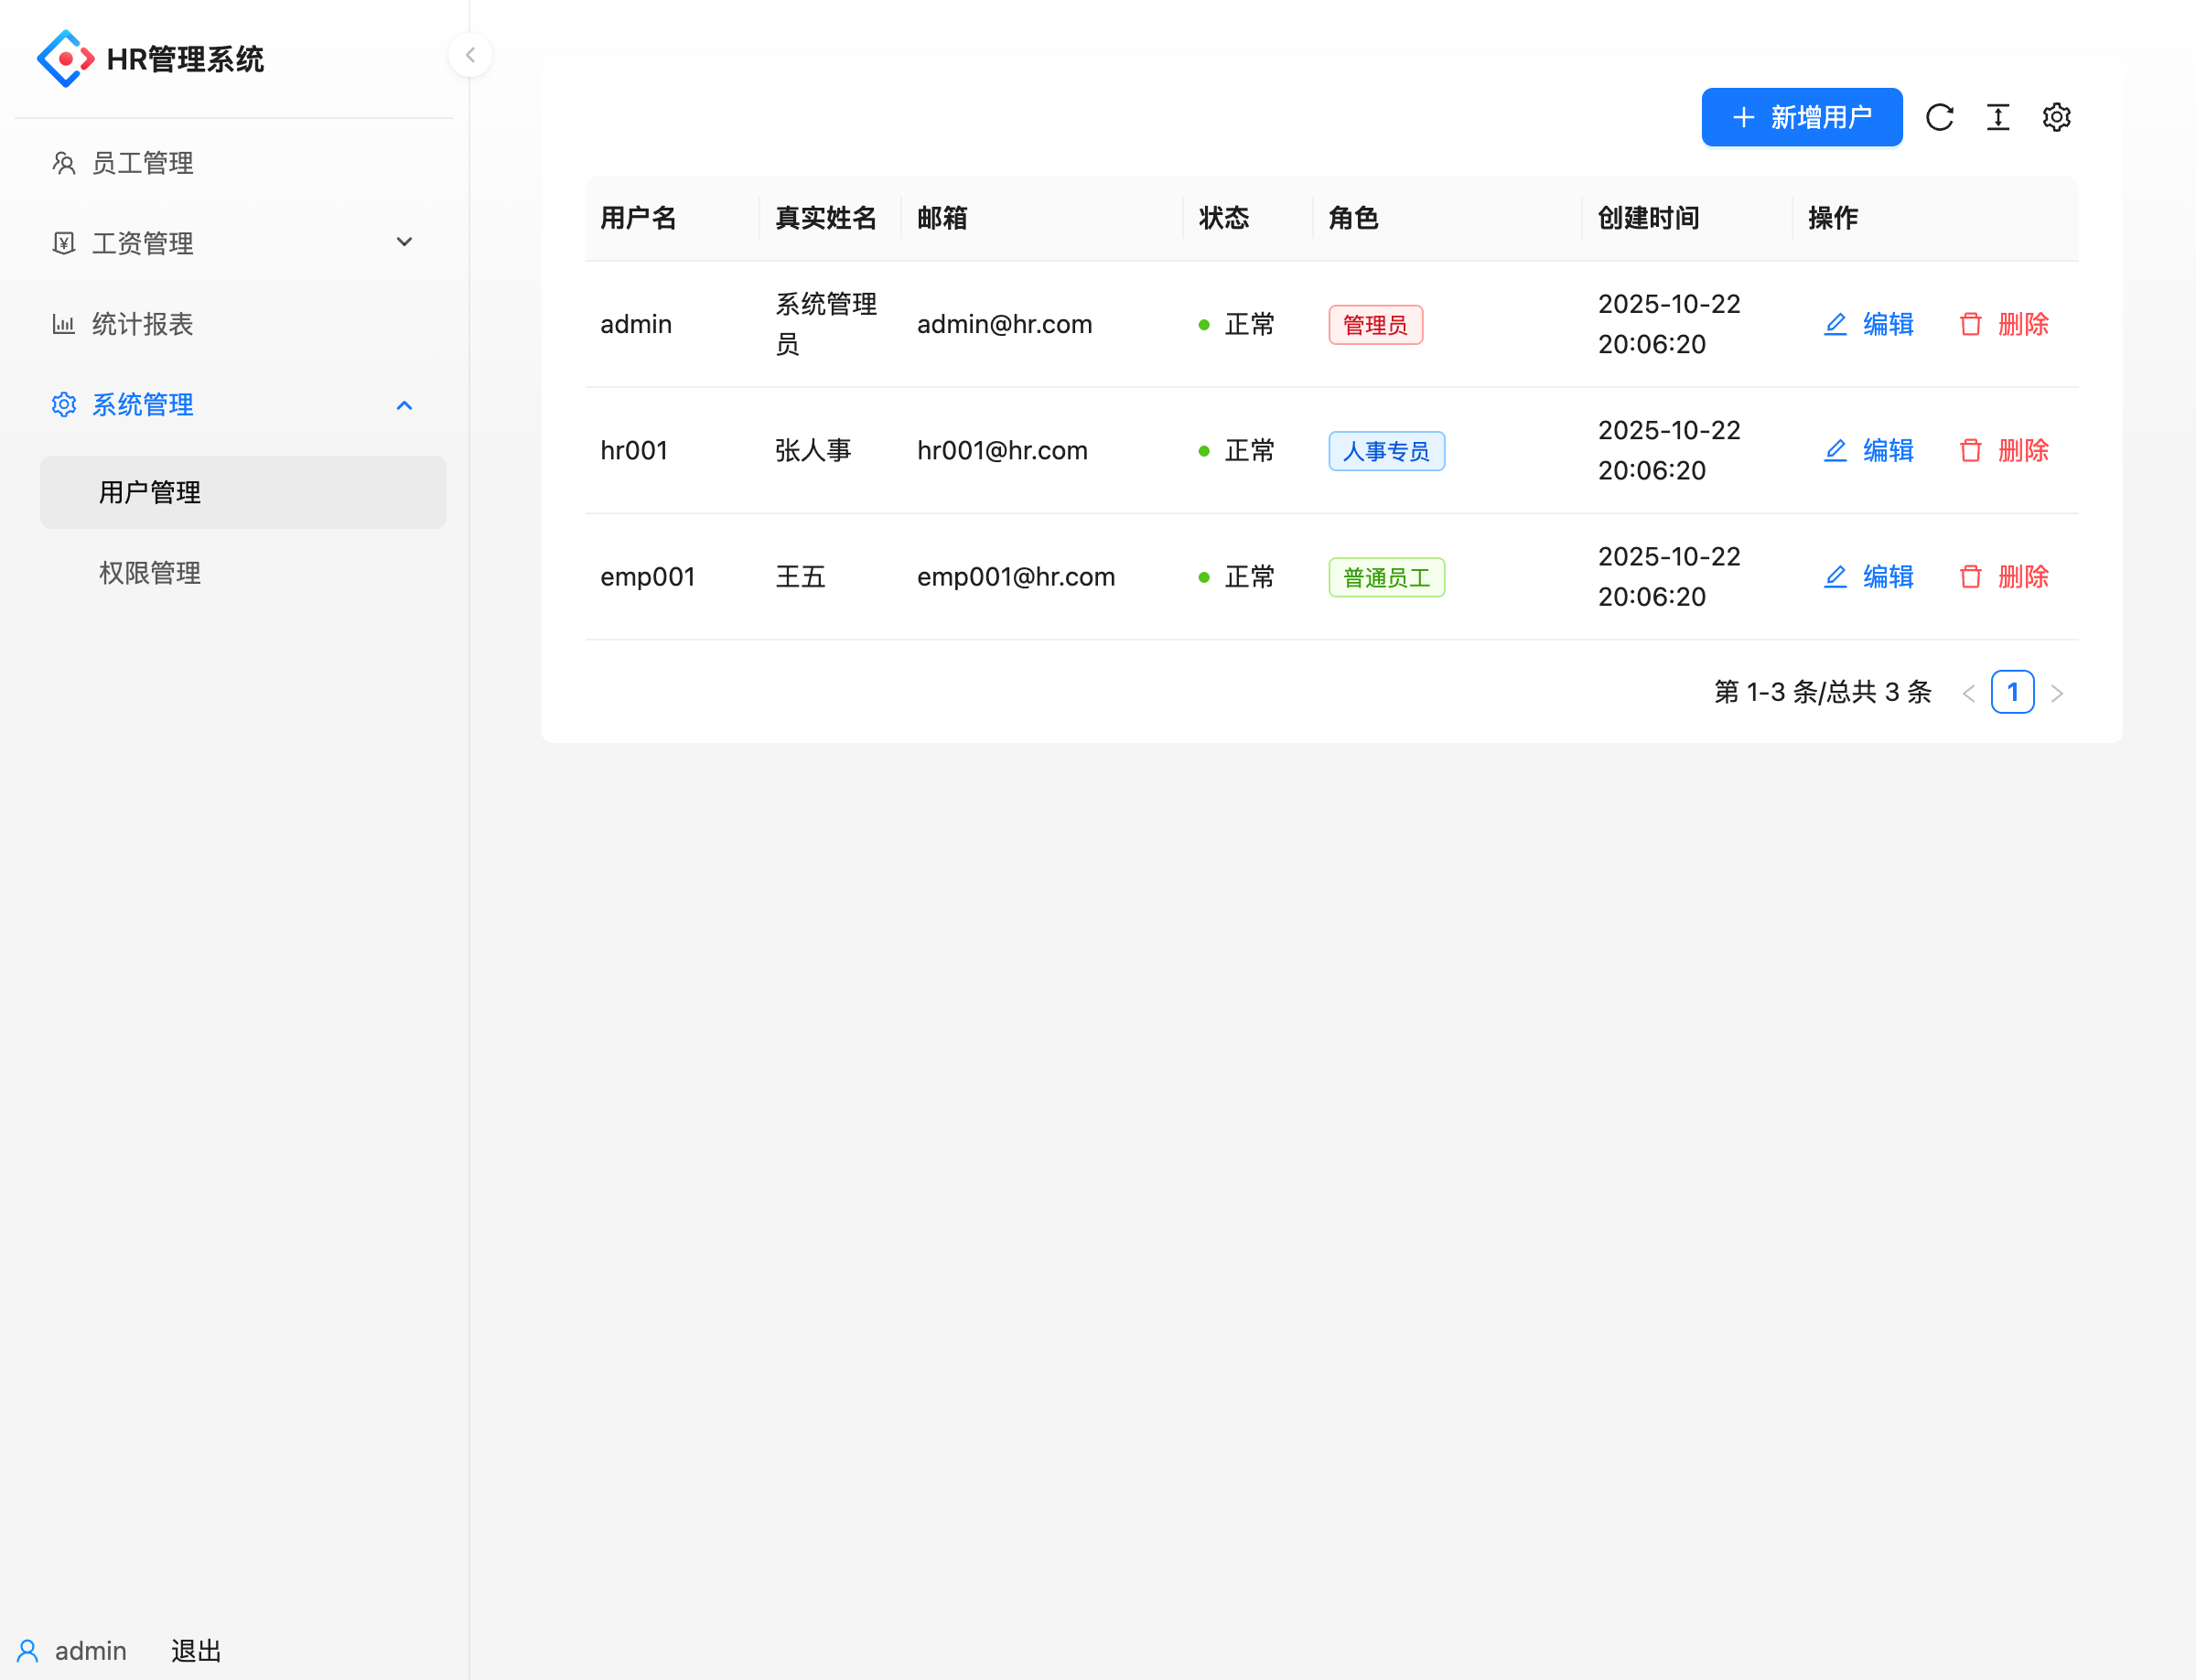 HR管理系统
员工管理
工资管理
统计报表
系统管理
用户管理
权限管理
admin 退出
新增用户
用户名 真实姓名 邮箱 状态 角色 创建时间 操作
admin 系统管理员 admin@hr.com 正常 管理员 2025-10-22 20:06:20 编辑 删除
hr001 张人事 hr001@hr.com 正常 人事专员 2025-10-22 20:06:20 编辑 删除
emp001 王五 emp001@hr.com 正常 普通员工 2025-10-22 20:06:20 编辑 删除
第 1-3 条/总共 3 条 1